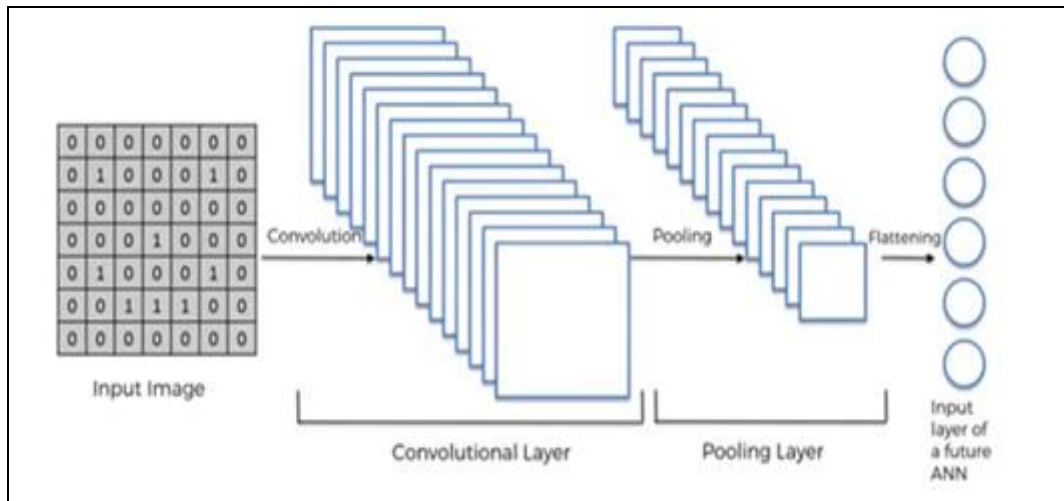 0 0 0 0 0 0 0
0 1 0 0 0 1 0
0 0 0 0 0 0 0
0 0 0 1 0 0 0
0 1 0 0 0 1 0
0 0 1 1 1 0 0
0 0 0 0 0 0 0
Input Image
Convolution
Convolutional Layer
Pooling
Pooling Layer
Flattening
Input
layer of
a future
ANN